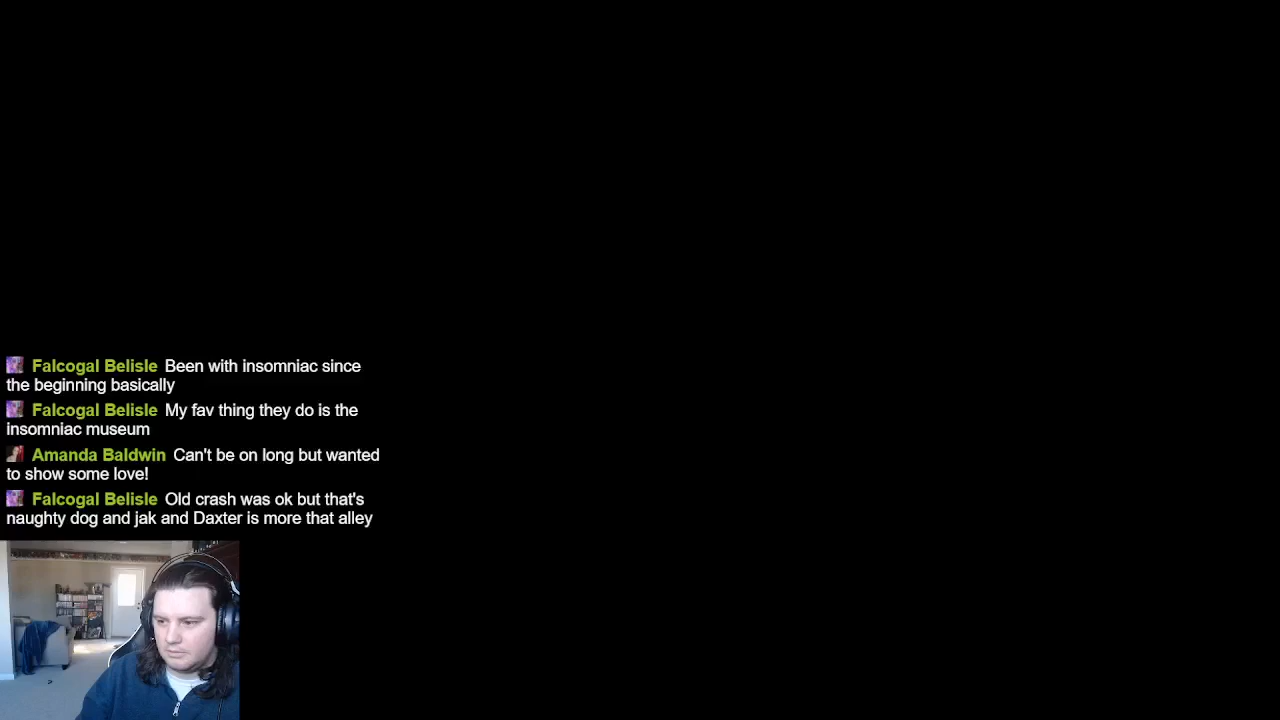 Falcogal Belisle Been with insomniac since
the beginning basically
Falcogal Belisle My fav thing they do is the
insomniac museum
Amanda Baldwin Can't be on long but wanted
to show some love!
Falcogal Belisle Old crash was ok but that's
naughty dog and jak and Daxter is more that alley